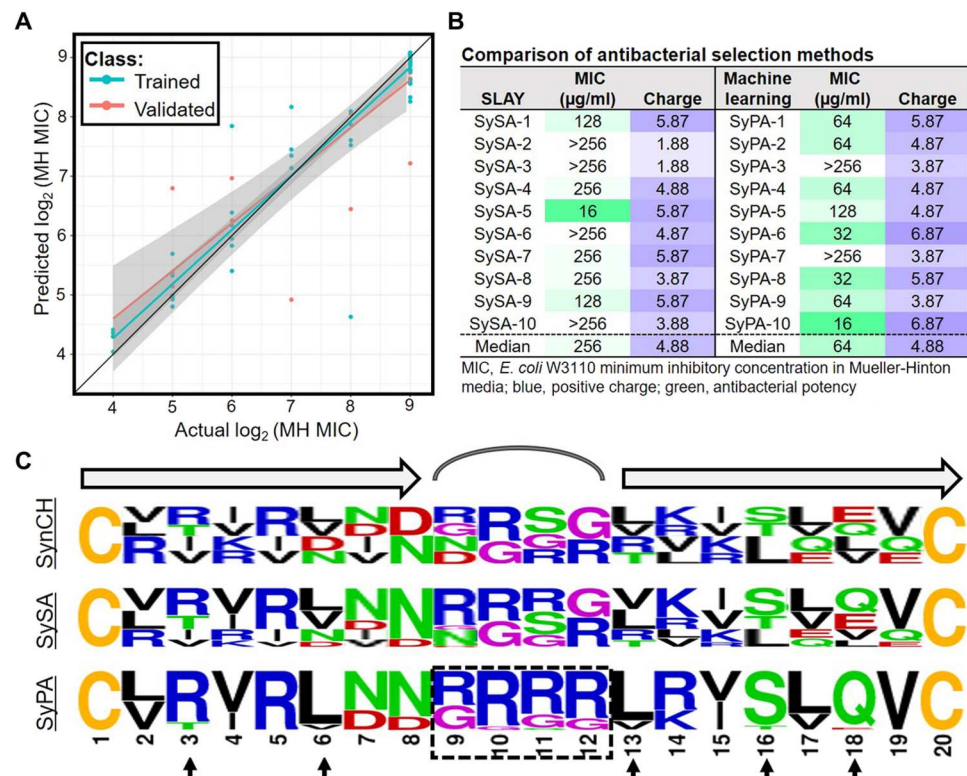 A
Class:
Trained
Validated
Predicted log2 (MH MIC)
9
8
7
6
5
4
4 5 6 7 8 9
Actual log2 (MH MIC)
B
Comparison of antibacterial selection methods
SLAY MIC (µg/ml) Charge Machine learning MIC (µg/ml) Charge
SySA-1 128 5.87 SyPA-1 64 5.87
SySA-2 >256 1.88 SyPA-2 64 4.87
SySA-3 >256 1.88 SyPA-3 >256 3.87
SySA-4 256 4.88 SyPA-4 64 4.87
SySA-5 16 5.87 SyPA-5 128 4.87
SySA-6 >256 4.87 SyPA-6 32 6.87
SySA-7 256 5.87 SyPA-7 >256 3.87
SySA-8 256 3.87 SyPA-8 32 5.87
SySA-9 128 5.87 SyPA-9 64 3.87
SySA-10 >256 3.88 SyPA-10 16 6.87
Median 256 4.88 Median 64 4.88
MIC, E. coli W3110 minimum inhibitory concentration in Mueller-Hinton
media; blue, positive charge; green, antibacterial potency
C
SynCH
SySA
SyPA
1 2 3 4 5 6 7 8 9 10 11 12 13 14 15 16 17 18 19 20